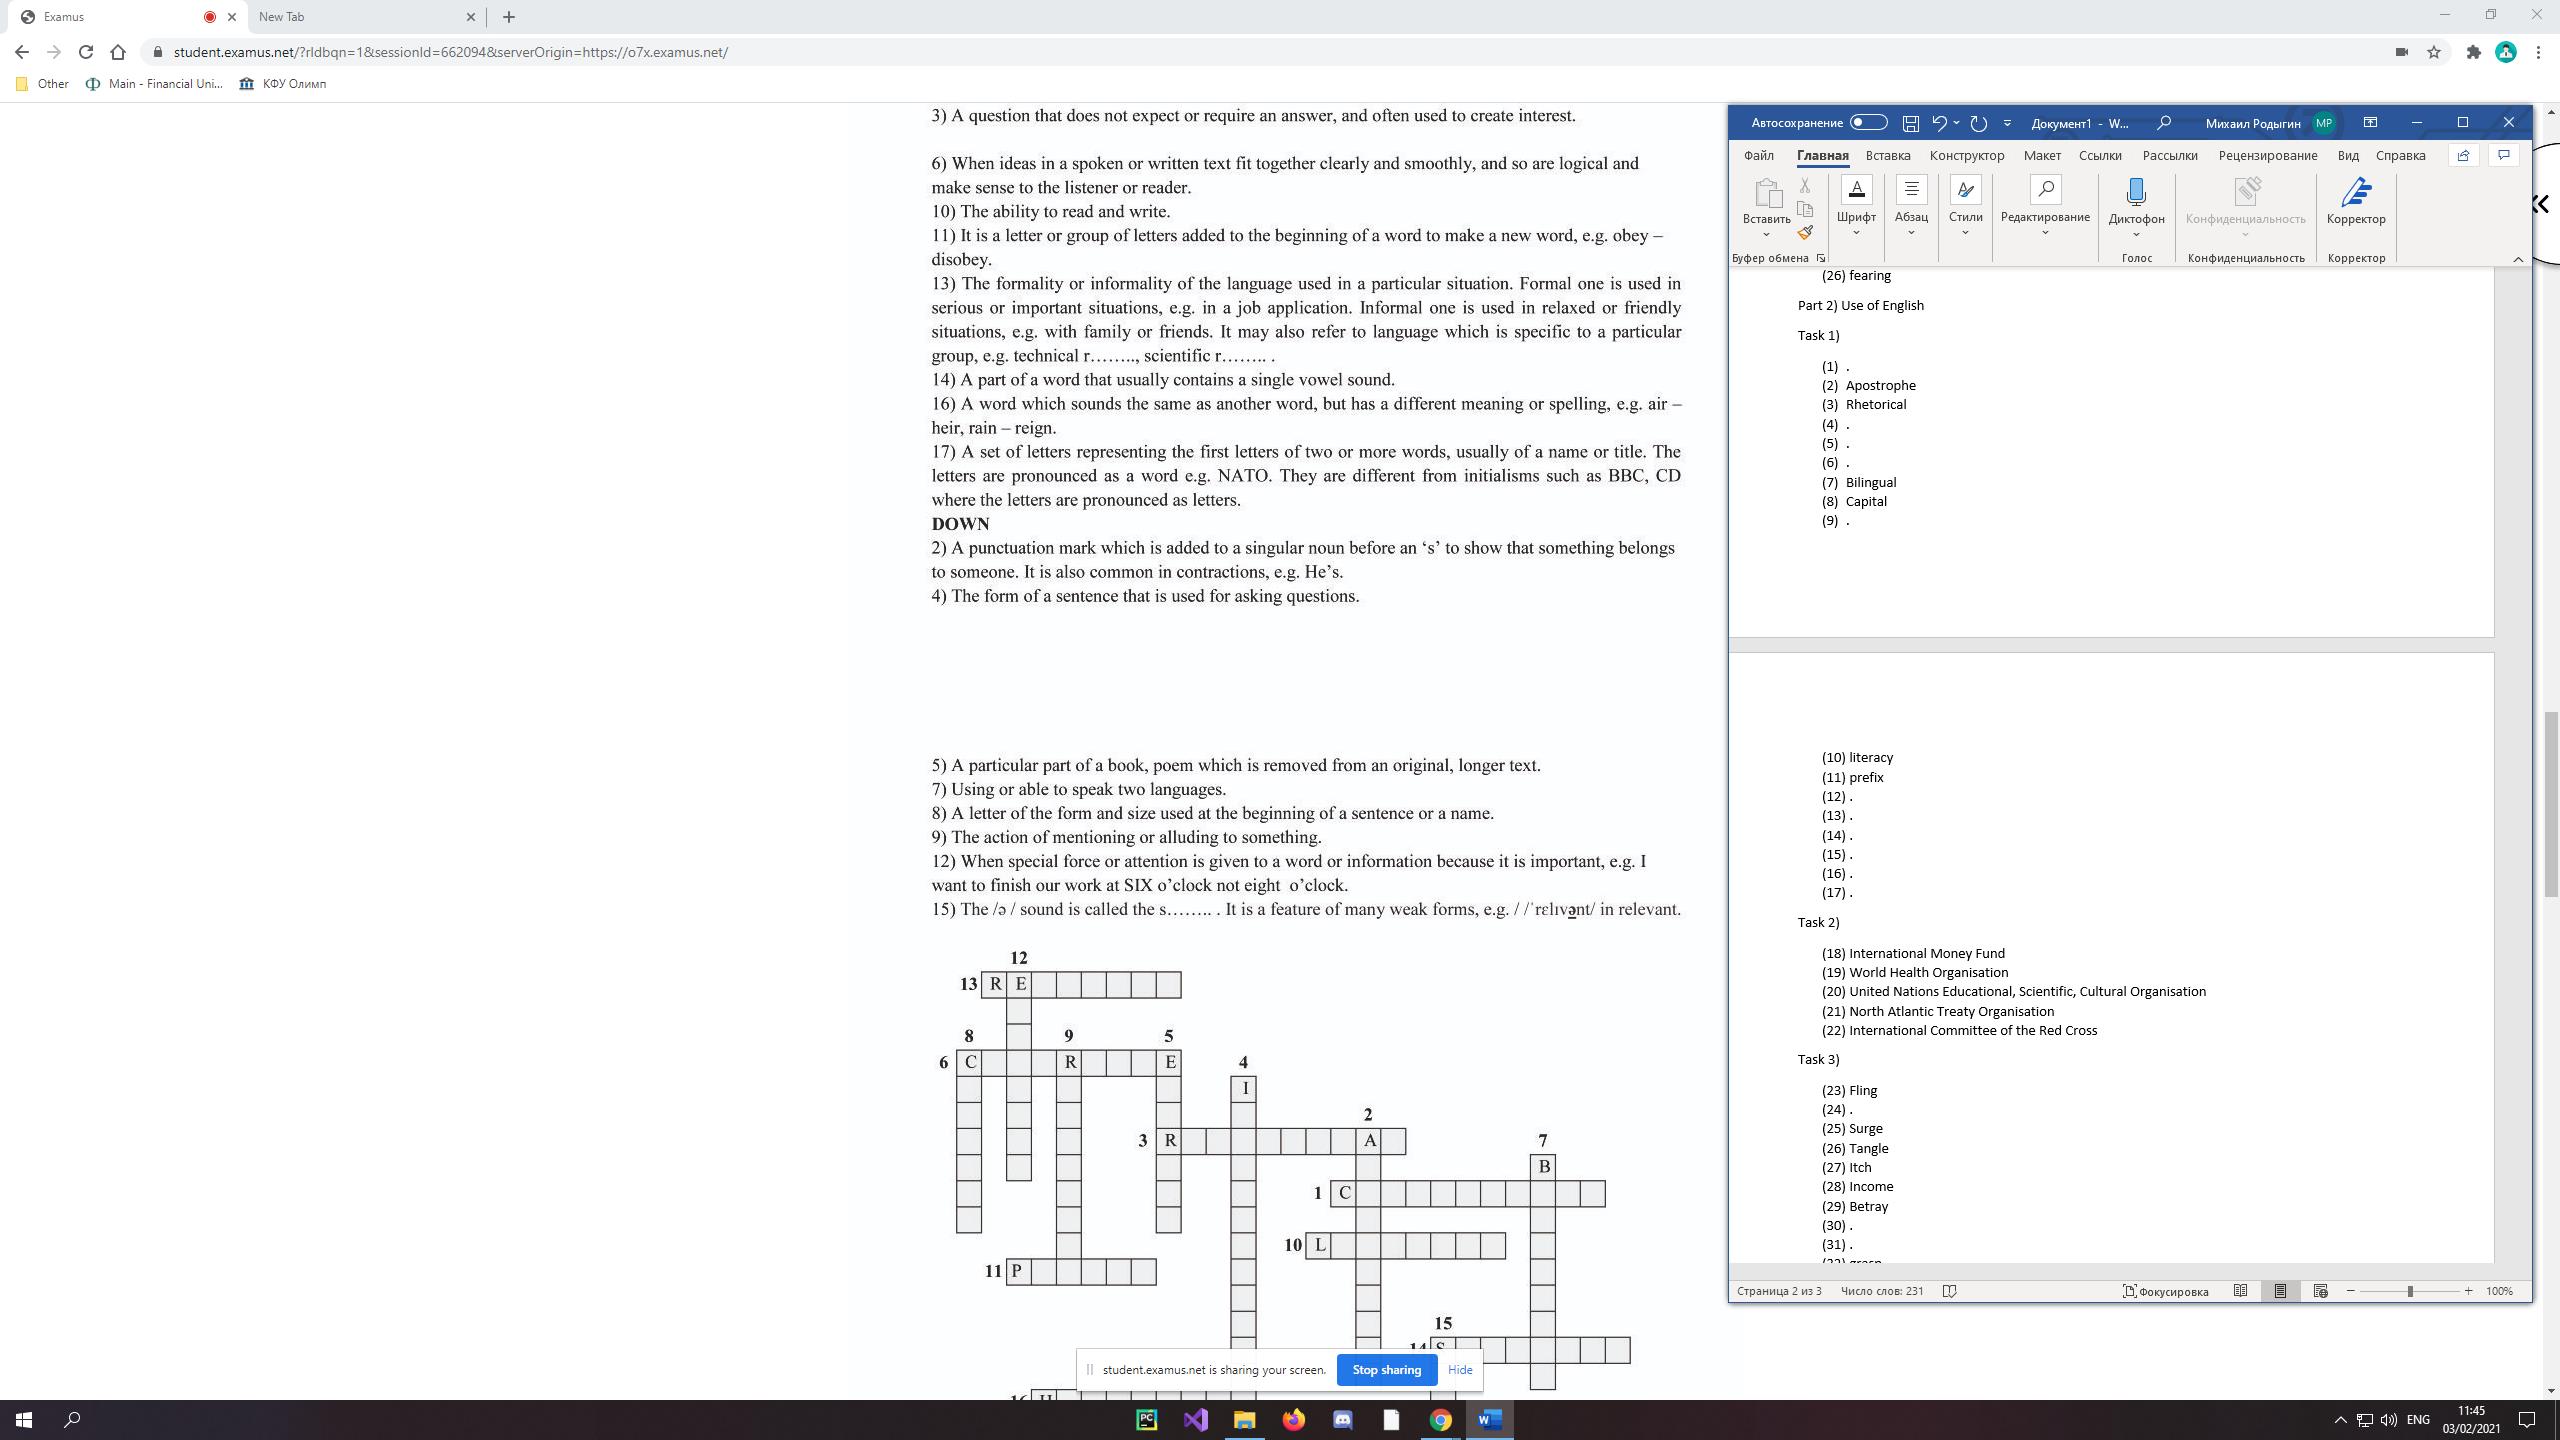 Examus
New Tab
student.examus.net/?rldbqn=1&sessionId=662094&serverOrigin=https://o7x.examus.net/
Other
Main - Financial Uni...
КФУ Олимп
3) A question that does not expect or require an answer, and often used to create interest.
6) When ideas in a spoken or written text fit together clearly and smoothly, and so are logical and
make sense to the listener or reader.
10) The ability to read and write.
11) It is a letter or group of letters added to the beginning of a word to make a new word, e.g. obey –
disobey.
13) The formality or informality of the language used in a particular situation. Formal one is used in
serious or important situations, e.g. in a job application. Informal one is used in relaxed or friendly
situations, e.g. with family or friends. It may also refer to language which is specific to a particular
group, e.g. technical r…….., scientific r…….. .
14) A part of a word that usually contains a single vowel sound.
16) A word which sounds the same as another word, but has a different meaning or spelling, e.g. air –
heir, rain – reign.
17) A set of letters representing the first letters of two or more words, usually of a name or title. The
letters are pronounced as a word e.g. NATO. They are different from initialisms such as BBC, CD
where the letters are pronounced as letters.
DOWN
2) A punctuation mark which is added to a singular noun before an ‘s’ to show that something belongs
to someone. It is also common in contractions, e.g. He’s.
4) The form of a sentence that is used for asking questions.
5) A particular part of a book, poem which is removed from an original, longer text.
7) Using or able to speak two languages.
8) A letter of the form and size used at the beginning of a sentence or a name.
9) The action of mentioning or alluding to something.
12) When special force or attention is given to a word or information because it is important, e.g. I
want to finish our work at SIX o’clock not eight  o’clock.
15) The /ə / sound is called the s…….. . It is a feature of many weak forms, e.g. / /ˈrɛlɪvənt/ in relevant.
12
13 R E
8 9 5
6 C R E 4
I
2
3 R A 7
B
1 C
10 L
11 P
15
14 S
16 H
student.examus.net is sharing your screen.
Stop sharing
Hide
Автосохранение
Документ1 - W...
Михаил Родыгин
МР
Файл Главная Вставка Конструктор Макет Ссылки Рассылки Рецензирование Вид Справка
Вставить
Шрифт
Абзац
Стили
Редактирование
Диктофон
Конфиденциальность
Корректор
Буфер обмена
Голос
Конфиденциальность
Корректор
(26) fearing
Part 2) Use of English
Task 1)
(1) .
(2) Apostrophe
(3) Rhetorical
(4) .
(5) .
(6) .
(7) Bilingual
(8) Capital
(9) .
(10) literacy
(11) prefix
(12) .
(13) .
(14) .
(15) .
(16) .
(17) .
Task 2)
(18) International Money Fund
(19) World Health Organisation
(20) United Nations Educational, Scientific, Cultural Organisation
(21) North Atlantic Treaty Organisation
(22) International Committee of the Red Cross
Task 3)
(23) Fling
(24) .
(25) Surge
(26) Tangle
(27) Itch
(28) Income
(29) Betray
(30) .
(31) .
(32) grasp
Страница 2 из 3
Число слов: 231
Фокусировка
100%
ENG
11:45
03/02/2021